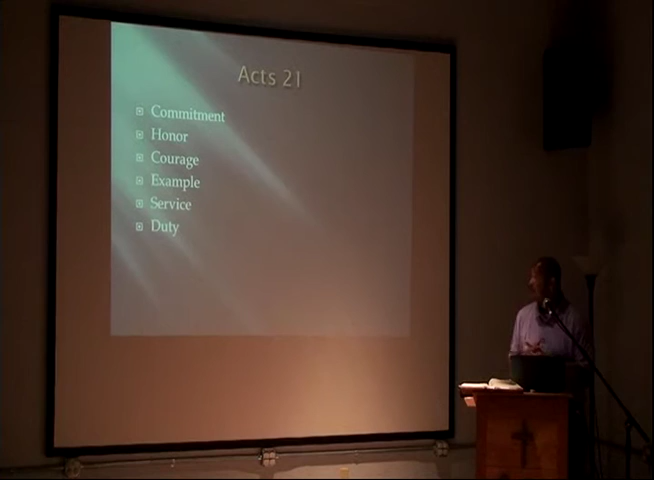 Acts 21
Commitment
Honor
Courage
Example
Service
Duty